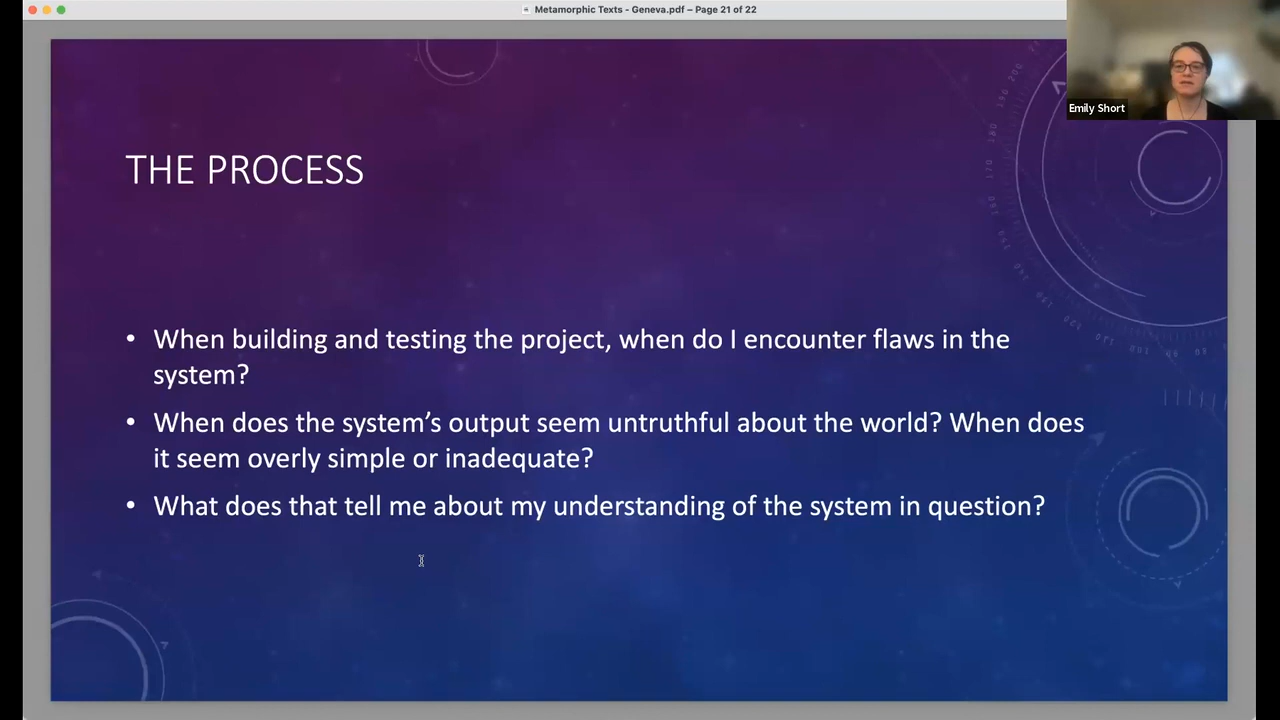 Metamorphic Texts - Geneva.pdf – Page 21 of 22
Emily Short
THE PROCESS
• When building and testing the project, when do I encounter flaws in the
system?
• When does the system’s output seem untruthful about the world? When does
it seem overly simple or inadequate?
• What does that tell me about my understanding of the system in question?